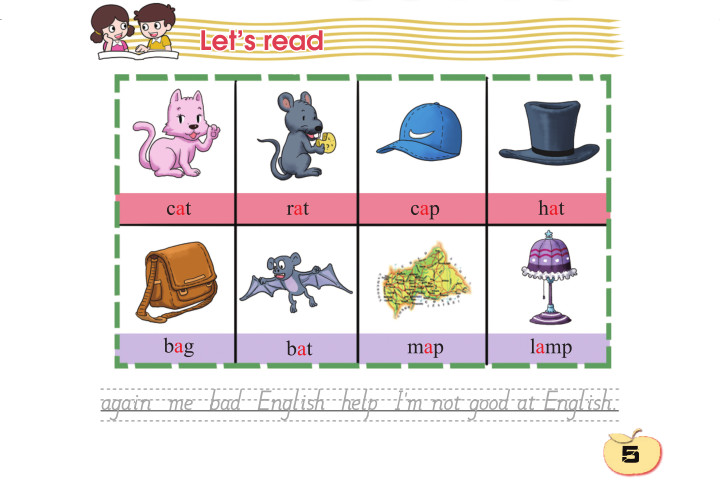 Let's read
cat rat cap hat
bag bat map lamp
again me bad English help I'm not good at English.
5